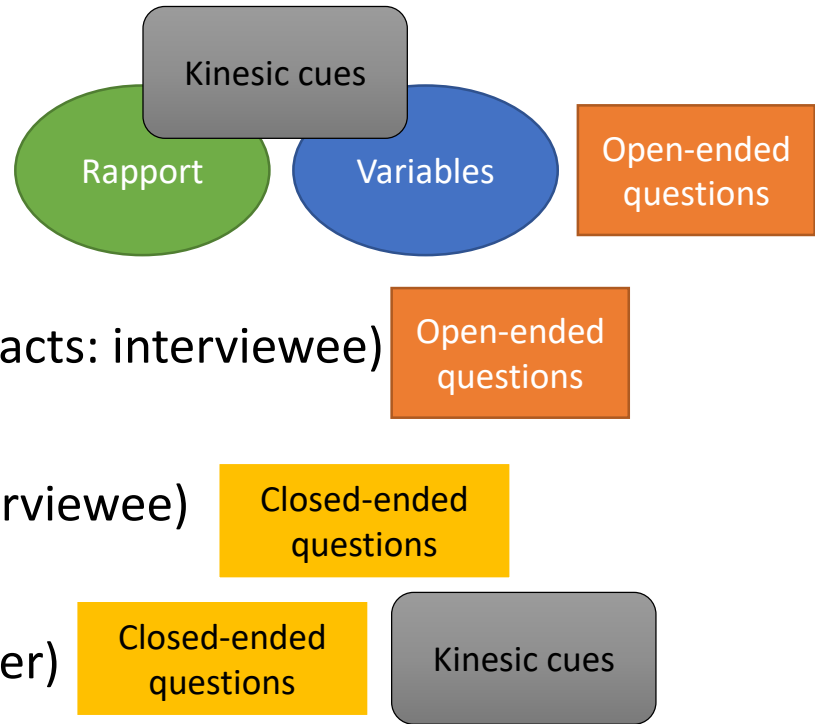 Kinesic cues
Rapport
Variables
Open-ended
questions
acts: interviewee)
Open-ended
questions
rviewee)
Closed-ended
questions
er)
Closed-ended
questions
Kinesic cues